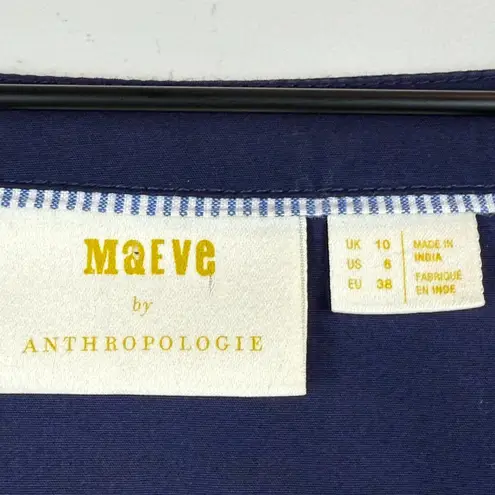 MaEve
by
ANTHROPOLOGIE
UK 10
US 6
EU 38
MADE IN
INDIA
FABRIQUÉ
EN INDE